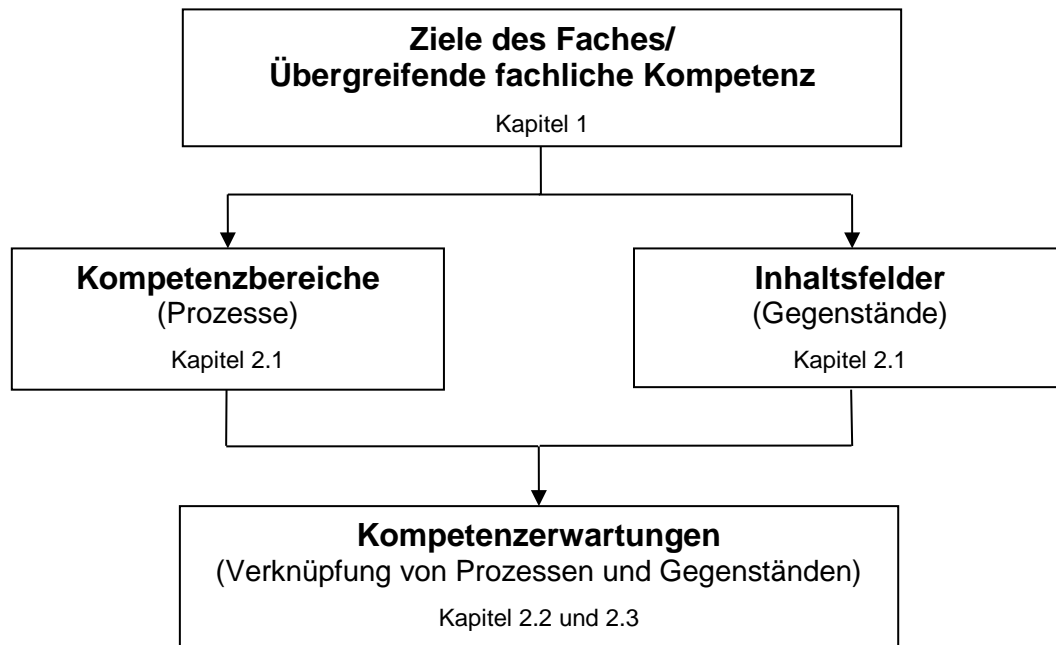 Ziele des Faches/
Übergreifende fachliche Kompetenz
Kapitel 1
Kompetenzbereiche
(Prozesse)
Kapitel 2.1
Inhaltsfelder
(Gegenstände)
Kapitel 2.1
Kompetenzerwartungen
(Verknüpfung von Prozessen und Gegenständen)
Kapitel 2.2 und 2.3